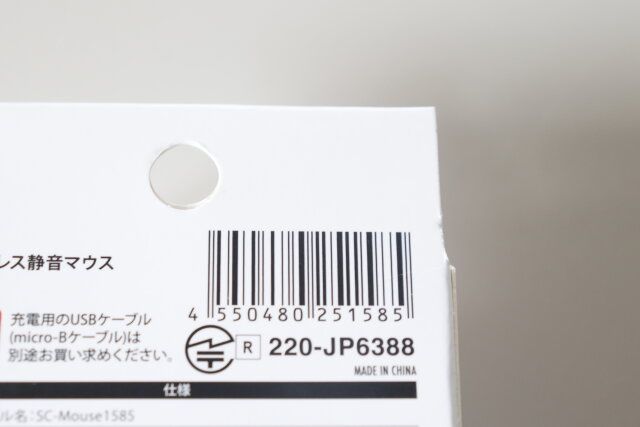 レス静音マウス
4 550480 251585
充電用のUSBケーブル
(micro-Bケーブル)は
別途お買い求めください。
R 220-JP6388
MADE IN CHINA
仕様
ル名:SC-Mouse1585